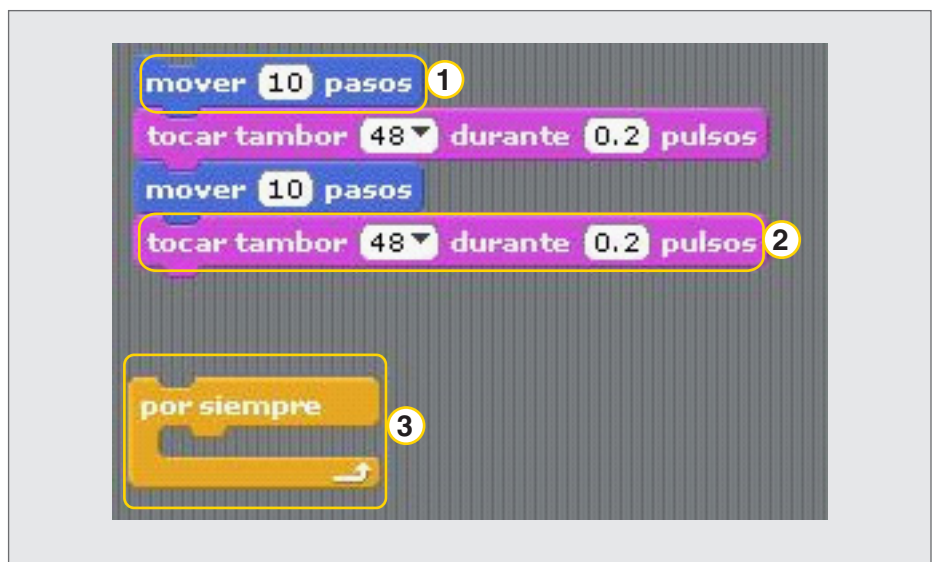 mover 10 pasos 1
tocar tambor 48 durante 0.2 pulsos
mover 10 pasos
tocar tambor 48 durante 0.2 pulsos 2
por siempre
3